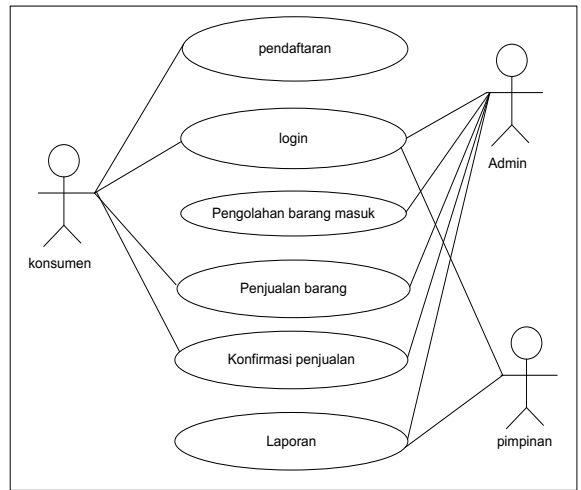 pendaftaran
login
Admin
Pengolahan barang masuk
konsumen
Penjualan barang
Konfirmasi penjualan
Laporan
pimpinan